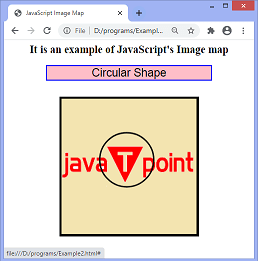 JavaScript Image Map
File | D:/programs/Exampl...
It is an example of JavaScript's Image map
Circular Shape
java T point
file:///D:/programs/Example2.html#